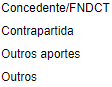 Concedente/FNDCT
Contrapartida
Outros aportes
Outros